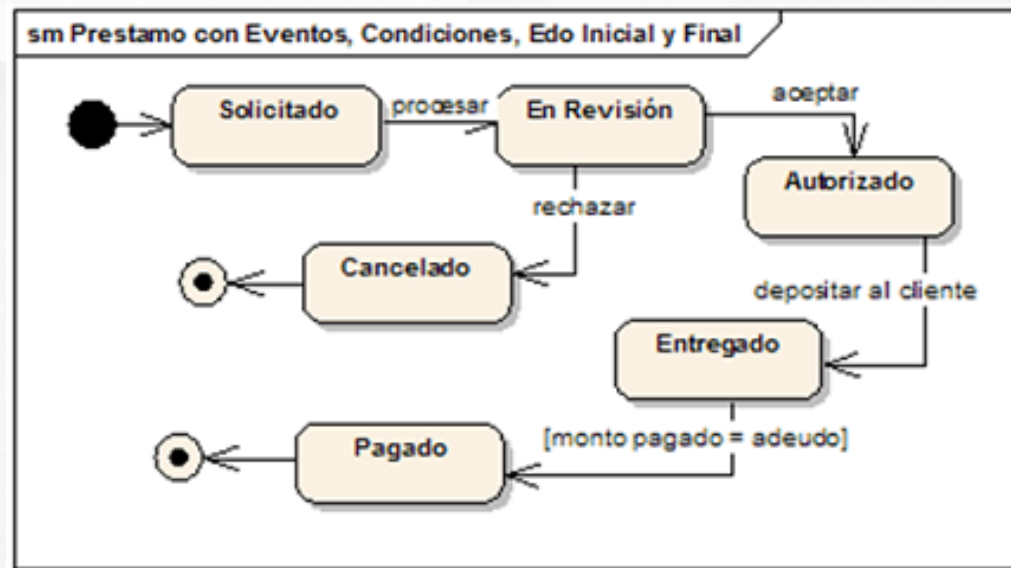 sm Prestamo con Eventos, Condiciones, Edo Inicial y Final
Solicitado
procesar
En Revisión
aceptar
Autorizado
rechazar
Cancelado
depositar al cliente
Entregado
[monto pagado = adeudo]
Pagado